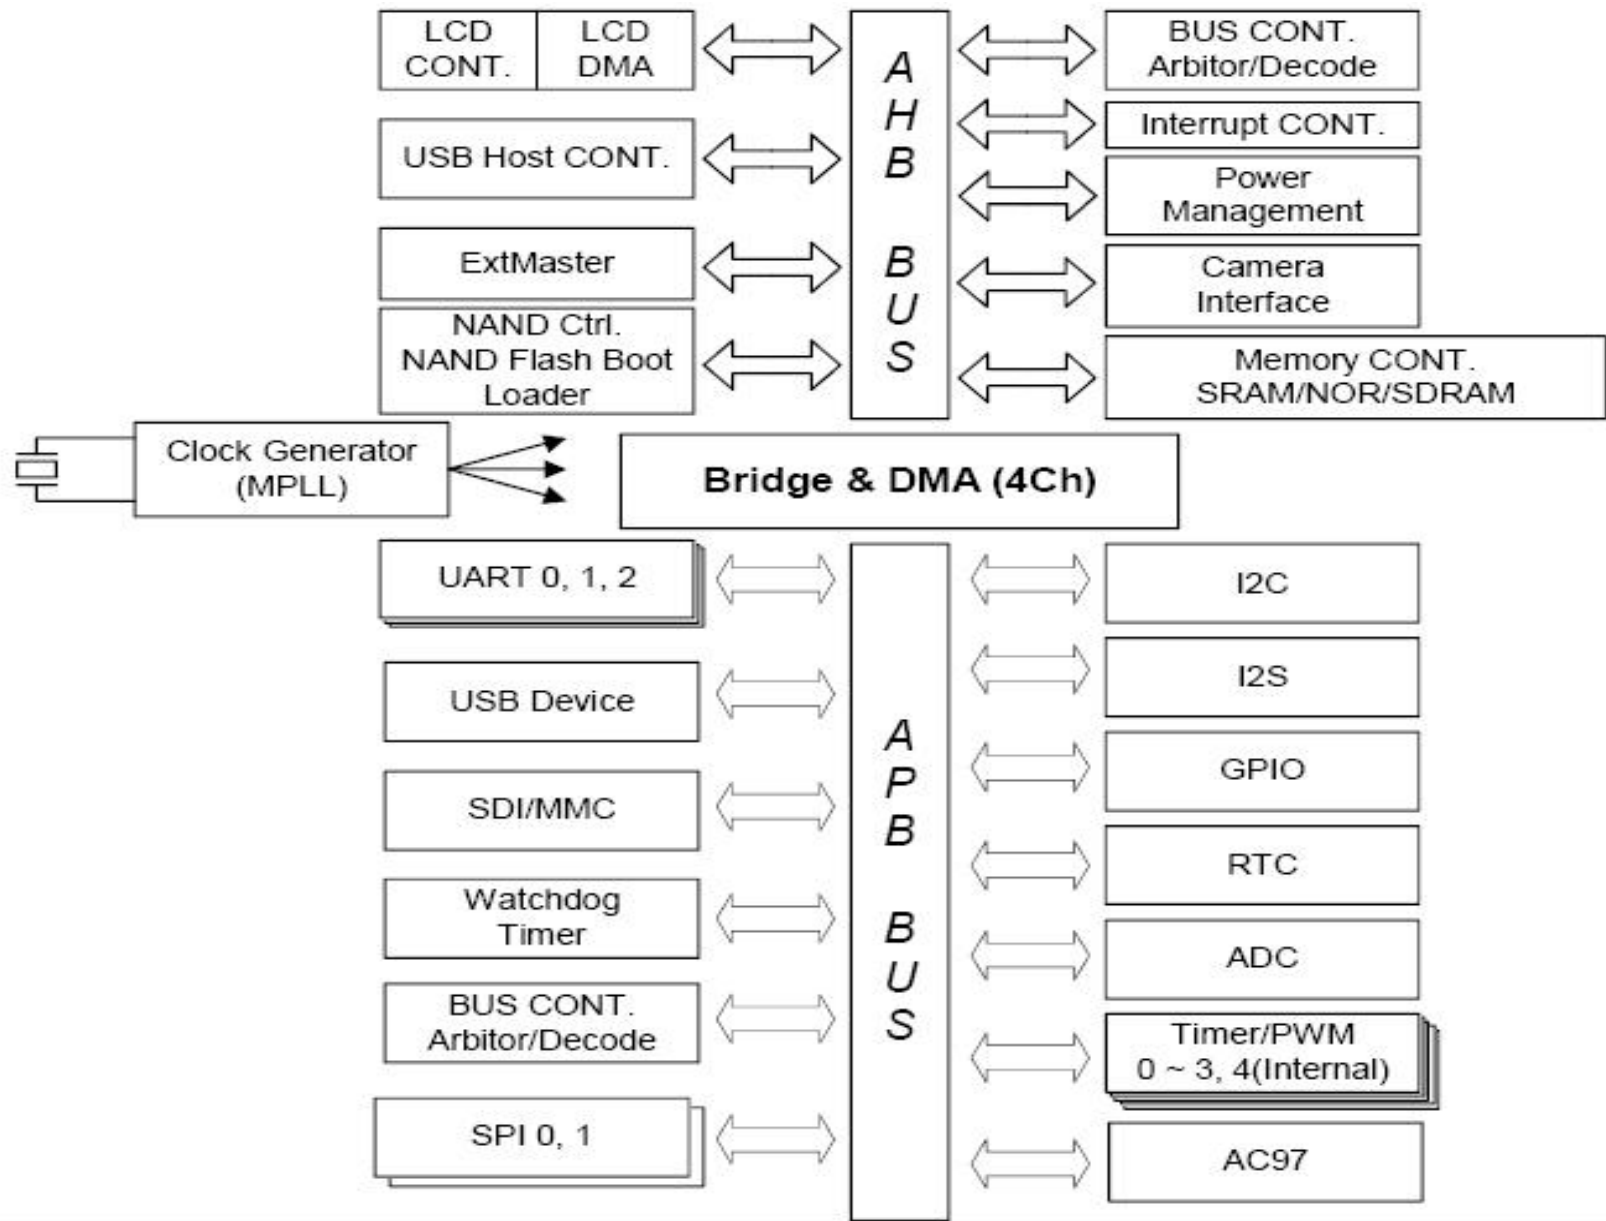 LCD
CONT.
LCD
DMA
USB Host CONT.
ExtMaster
NAND Ctrl.
NAND Flash Boot
Loader
A
H
B
B
U
S
BUS CONT.
Arbitor/Decode
Interrupt CONT.
Power
Management
Camera
Interface
Memory CONT.
SRAM/NOR/SDRAM
Clock Generator
(MPLL)
Bridge & DMA (4Ch)
UART 0, 1, 2
USB Device
SDI/MMC
Watchdog
Timer
BUS CONT.
Arbitor/Decode
SPI 0, 1
A
P
B
B
U
S
I2C
I2S
GPIO
RTC
ADC
Timer/PWM
0 ~ 3, 4(Internal)
AC97